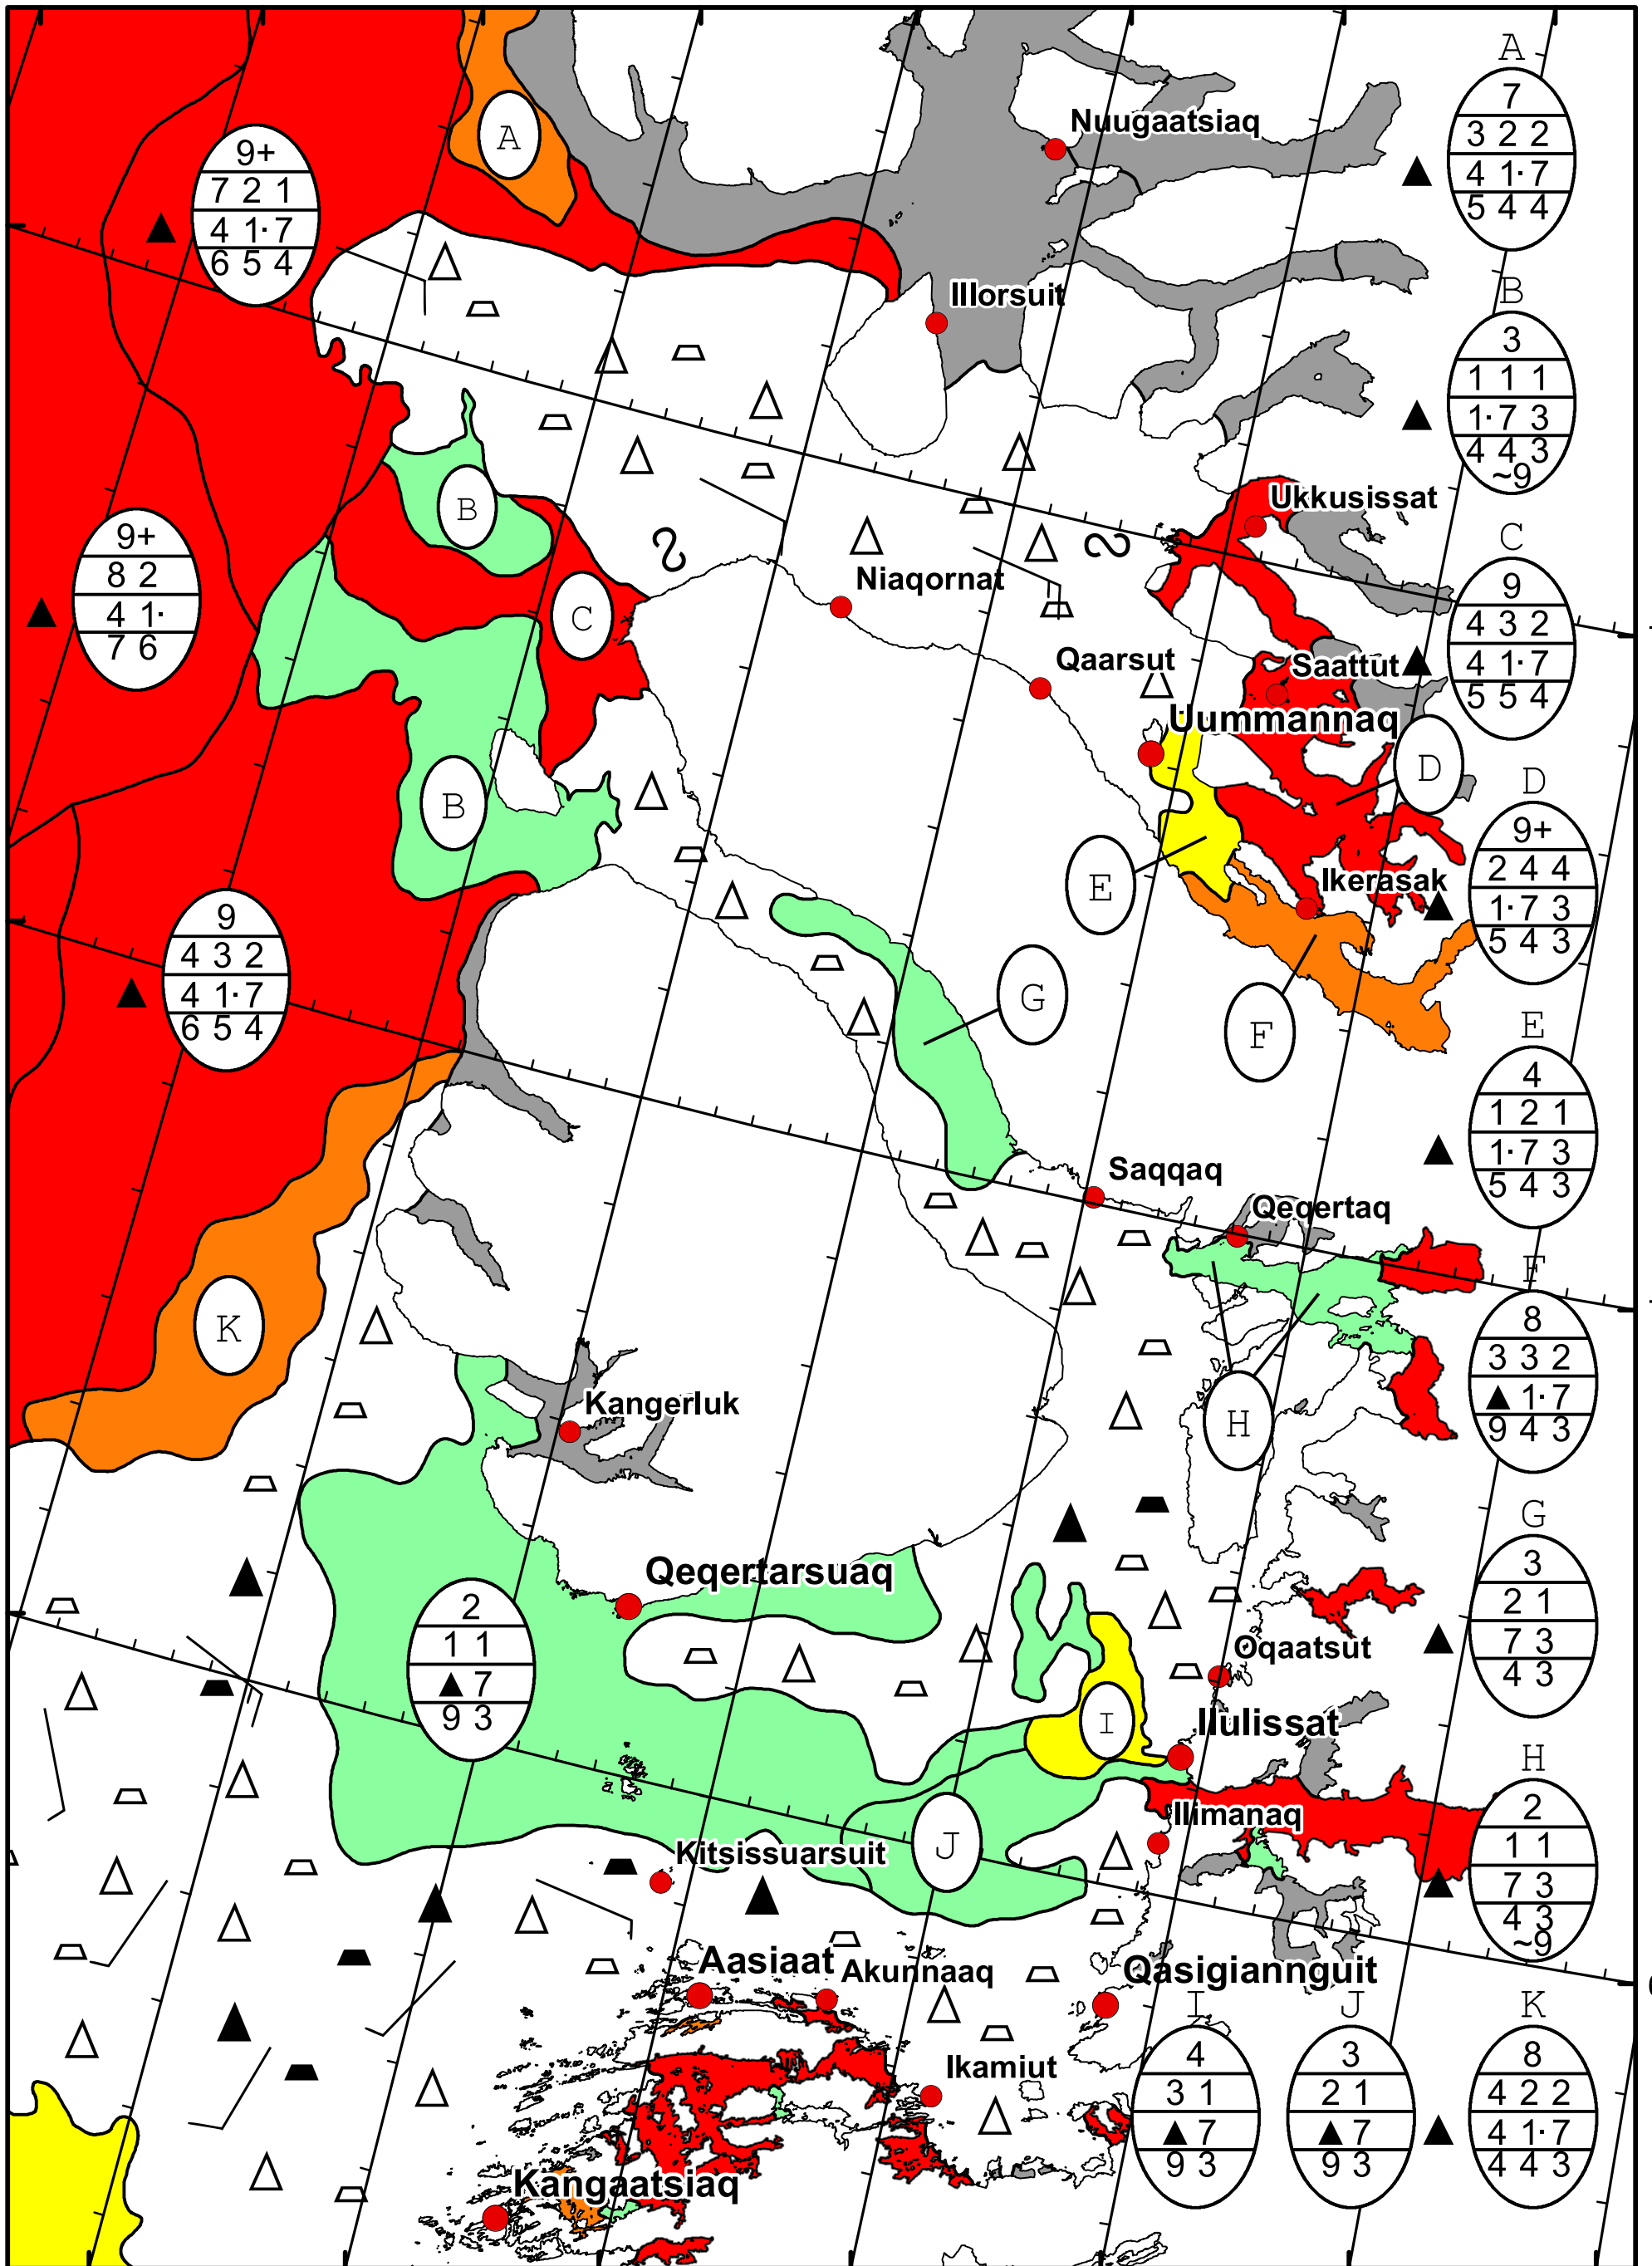 A
7
3 2 2
4 1· 7
5 4 4
Nuugaatsiaq
A
9+
7 2 1
4 1· 7
6 5 4
Illorsuit
B
3
1 1 1
1· 7 3
4 4 3
~9
Ukkusissat
B
9+
8 2
4 1·
7 6
Niaqornat
C
9
4 3 2
4 1· 7
5 5 4
C
Qaarsut
Saattut
Uummannaq
D
B
D
9+
2 4 4
1· 7 3
5 4 3
E
Ikerasak
9
4 3 2
4 1· 7
6 5 4
G
F
E
4
1 2 1
1· 7 3
5 4 3
Saqqaq
Qeqertaq
K
F
8
3 3 2
▲ 1· 7
9 4 3
Kangerluk
H
Qeqertarsuaq
G
3
2 1
7 3
4 3
2
1 1
▲ 7
9 3
Oqaatsut
I
Ilulissat
H
2
1 1
7 3
4 3
~9
Ilimanaq
J
Kitsissuarsuit
Aasiaat
Akunnaaq
Qasigiannguit
Ikamiut
I
4
3 1
▲ 7
9 3
J
3
2 1
▲ 7
9 3
K
8
4 2 2
4 1· 7
4 4 3
Kangaatsiaq